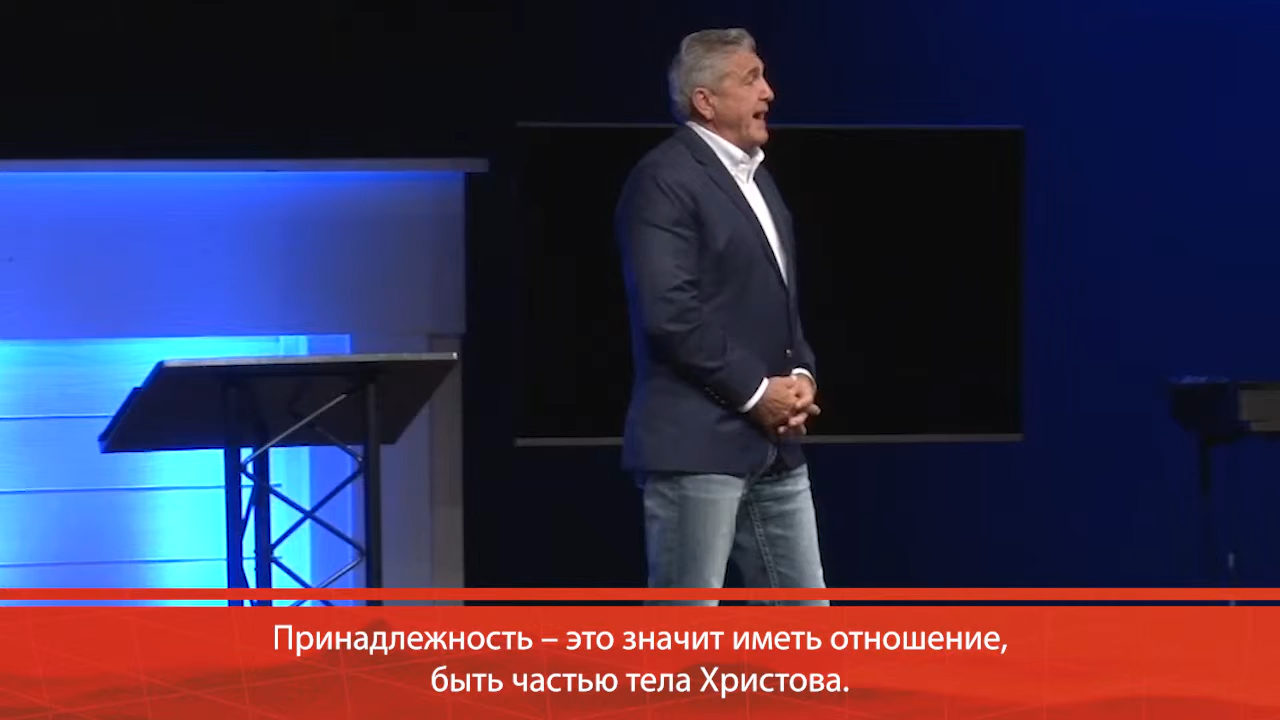 Принадлежность – это значит иметь отношение,
быть частью тела Христова.